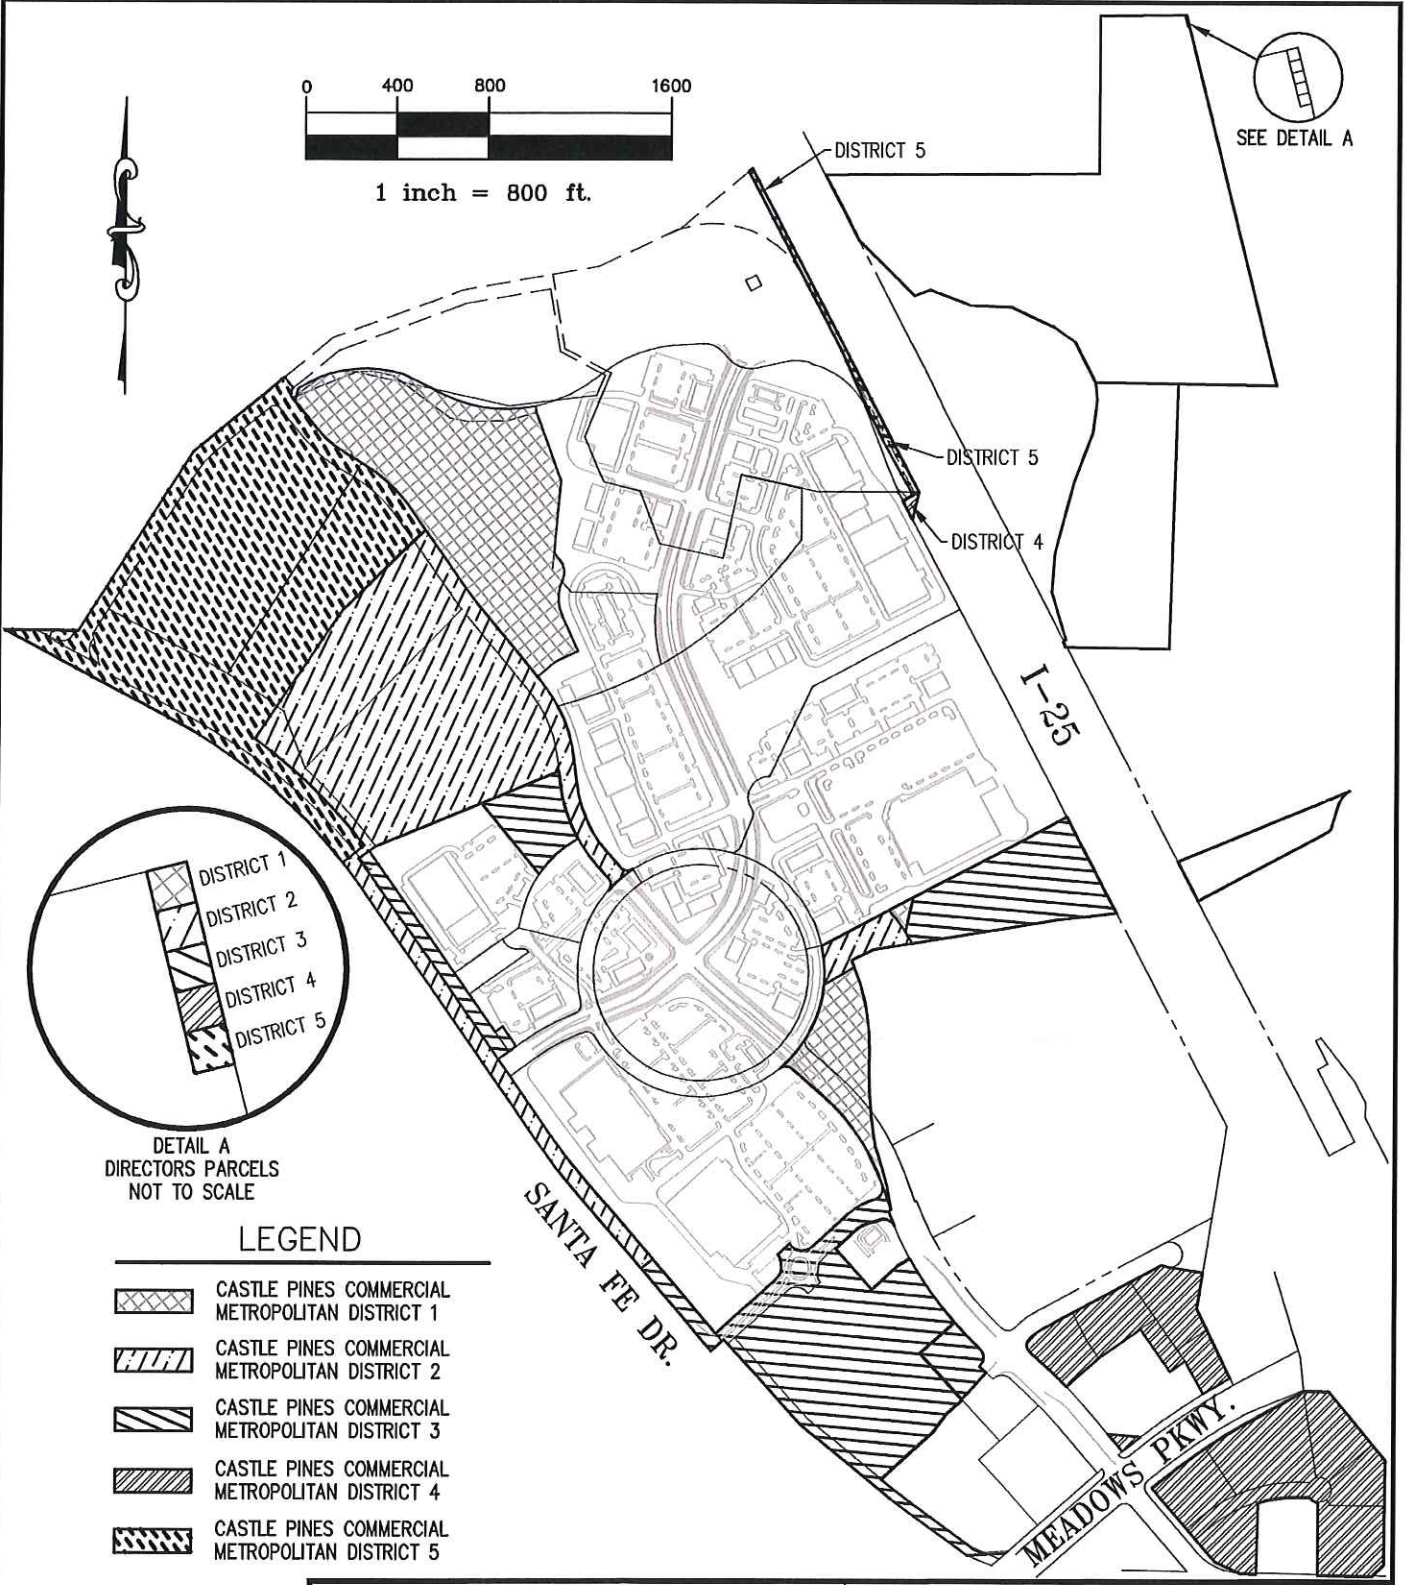 0 400 800 1600
1 inch = 800 ft.
SEE DETAIL A
DISTRICT 5
DISTRICT 5
DISTRICT 4
I-25
DISTRICT 1
DISTRICT 2
DISTRICT 3
DISTRICT 4
DISTRICT 5
DETAIL A
DIRECTORS PARCELS
NOT TO SCALE
SANTA FE DR.
MEADOWS PKWY.
LEGEND
CASTLE PINES COMMERCIAL
METROPOLITAN DISTRICT 1
CASTLE PINES COMMERCIAL
METROPOLITAN DISTRICT 2
CASTLE PINES COMMERCIAL
METROPOLITAN DISTRICT 3
CASTLE PINES COMMERCIAL
METROPOLITAN DISTRICT 4
CASTLE PINES COMMERCIAL
METROPOLITAN DISTRICT 5